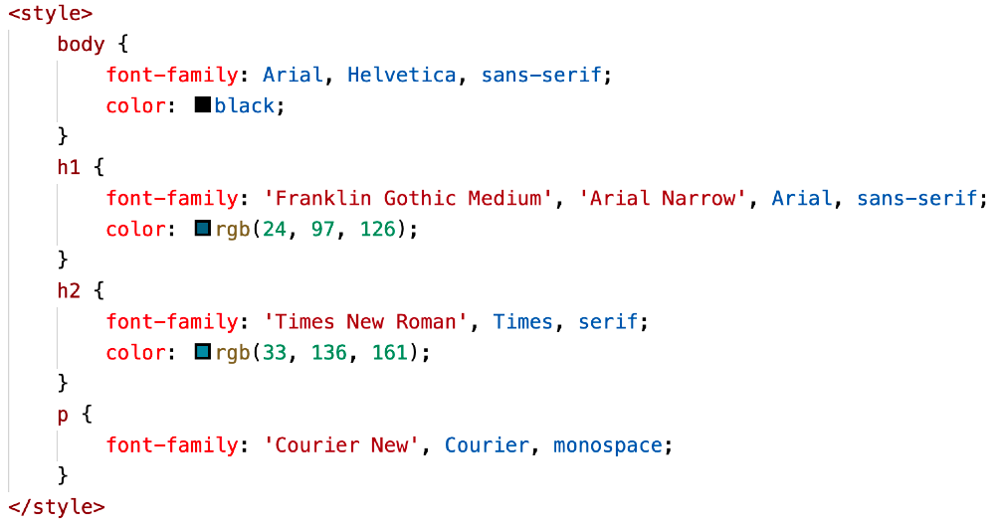 <style>
body {
font-family: Arial, Helvetica, sans-serif;
color: black;
}
h1 {
font-family: 'Franklin Gothic Medium', 'Arial Narrow', Arial, sans-serif;
color: rgb(24, 97, 126);
}
h2 {
font-family: 'Times New Roman', Times, serif;
color: rgb(33, 136, 161);
}
p {
font-family: 'Courier New', Courier, monospace;
}
</style>